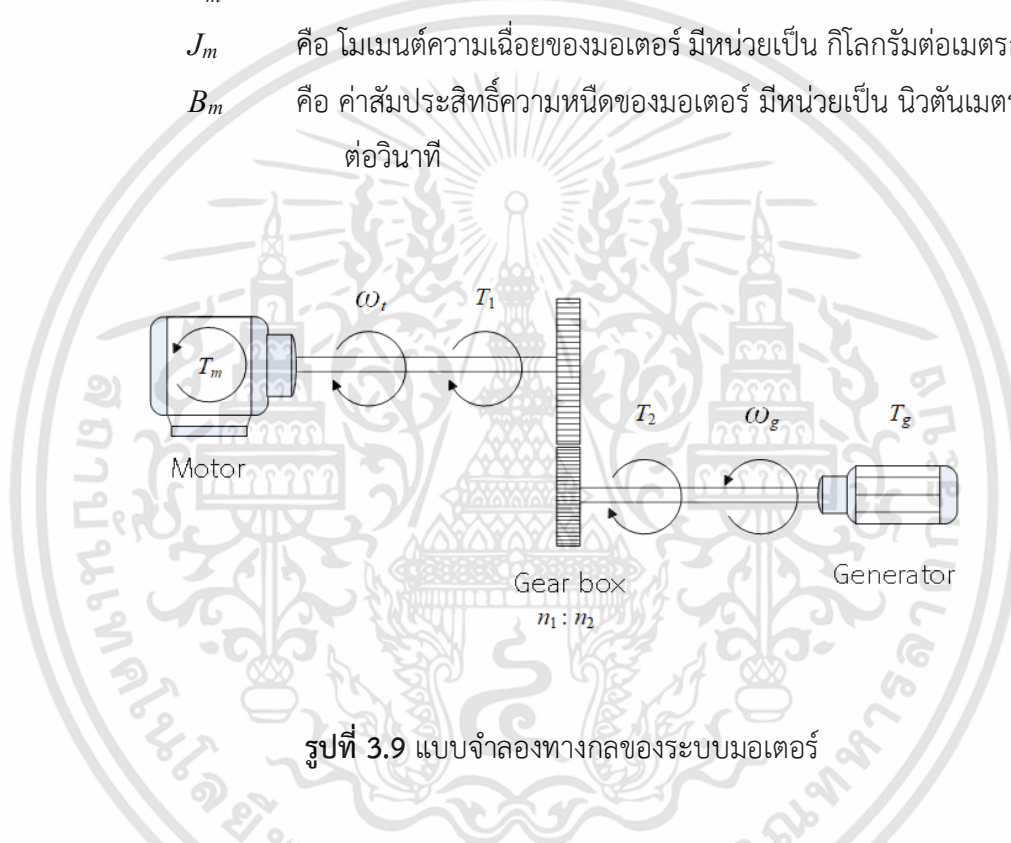 m
J_m คือ โมเมนต์ความเฉื่อยของมอเตอร์ มีหน่วยเป็น กิโลกรัมต่อเมตร
B_m คือ ค่าสัมประสิทธิ์ความหนืดของมอเตอร์ มีหน่วยเป็น นิวตันเมตร
ต่อวินาที
ω_t T_1
T_m
Motor
T_2 ω_g T_g
Gear box
n_1 : n_2
Generator
รูปที่ 3.9 แบบจำลองทางกลของระบบมอเตอร์